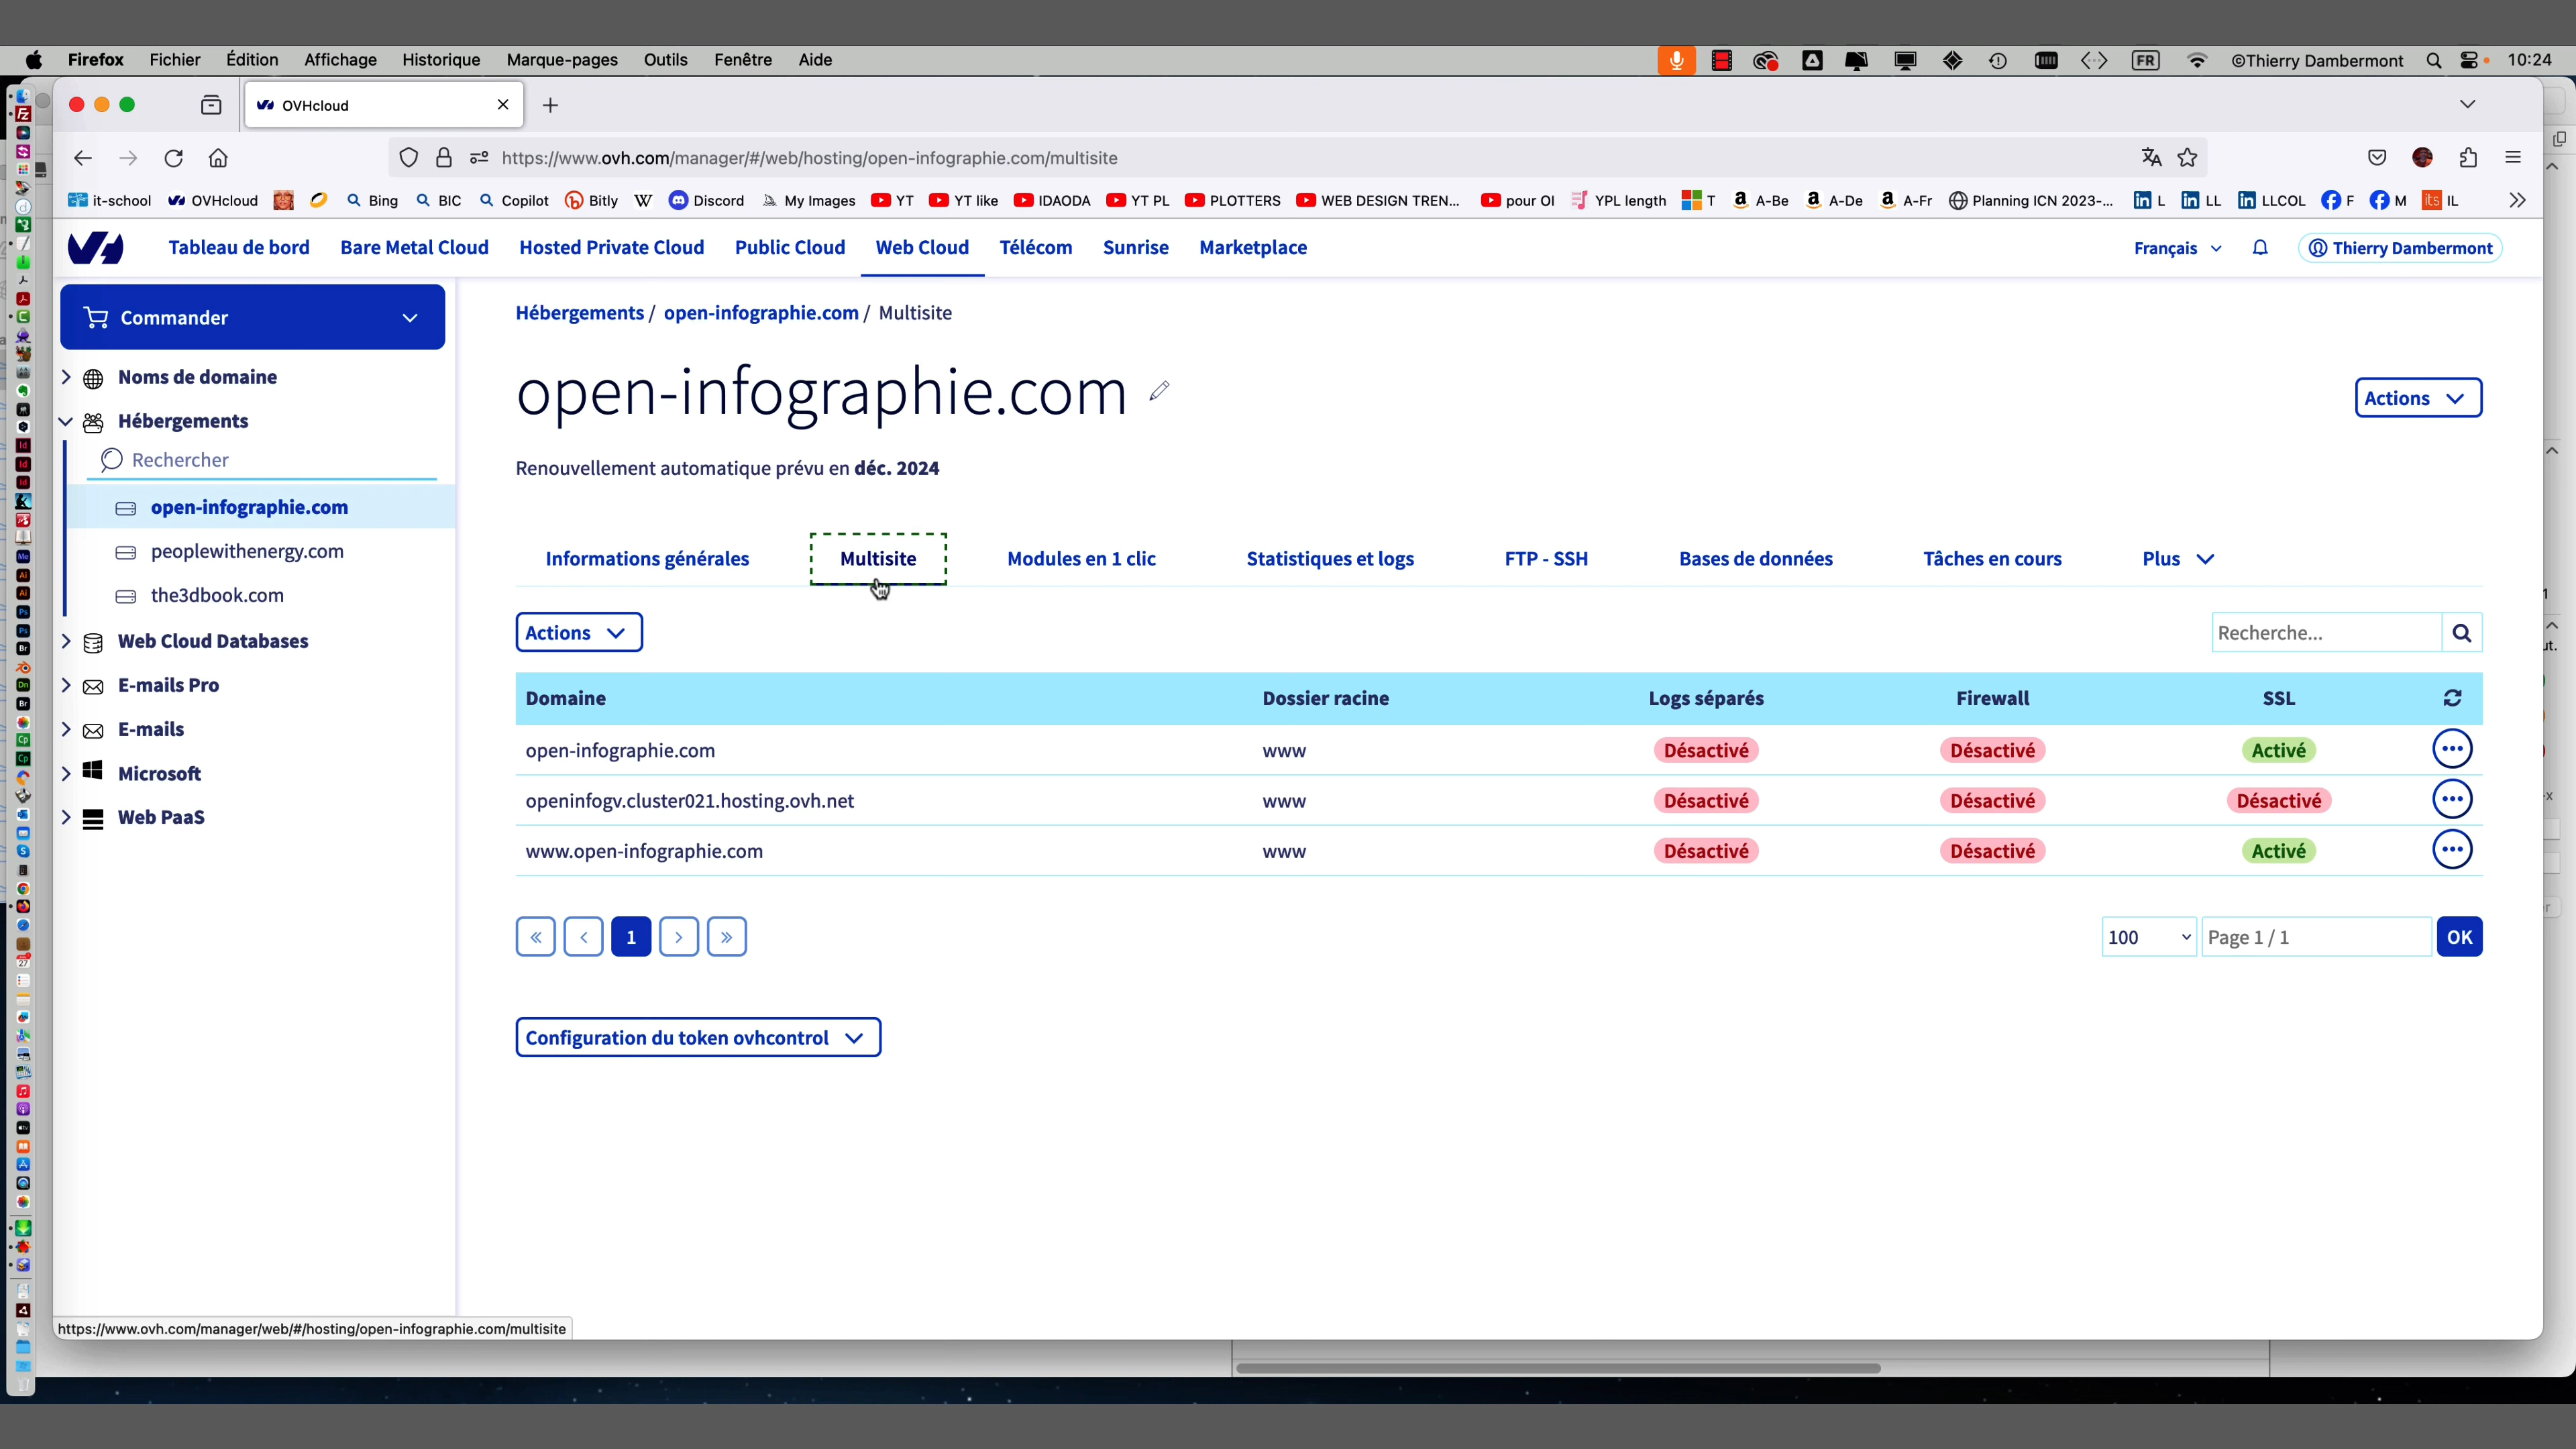 Firefox Fichier Édition Affichage Historique Marque-pages Outils Fenêtre Aide FR ©Thierry Dambermont 10:24
OVHcloud
https://www.ovh.com/manager/#/web/hosting/open-infographie.com/multisite
it-school OVHcloud Bing BIC Copilot Bitly W Discord My Images YT YT like IDAODA YT PL PLOTTERS WEB DESIGN TREN... pour OI YPL length T A-Be A-De A-Fr Planning ICN 2023-... L LL LLCOL F M IL
Tableau de bord Bare Metal Cloud Hosted Private Cloud Public Cloud Web Cloud Télécom Sunrise Marketplace Français Thierry Dambermont
Commander
Noms de domaine
Hébergements
Rechercher
open-infographie.com
peoplewithenergy.com
the3dbook.com
Web Cloud Databases
E-mails Pro
E-mails
Microsoft
Web PaaS
Hébergements / open-infographie.com / Multisite
open-infographie.com
Actions
Renouvellement automatique prévu en déc. 2024
Informations générales Multisite Modules en 1 clic Statistiques et logs FTP - SSH Bases de données Tâches en cours Plus
Actions Recherche...
Domaine Dossier racine Logs séparés Firewall SSL
open-infographie.com www Désactivé Désactivé Activé
openinfogv.cluster021.hosting.ovh.net www Désactivé Désactivé Désactivé
www.open-infographie.com www Désactivé Désactivé Activé
« ‹ 1 › » 100 Page 1 / 1 OK
Configuration du token ovhcontrol
https://www.ovh.com/manager/web/#/hosting/open-infographie.com/multisite